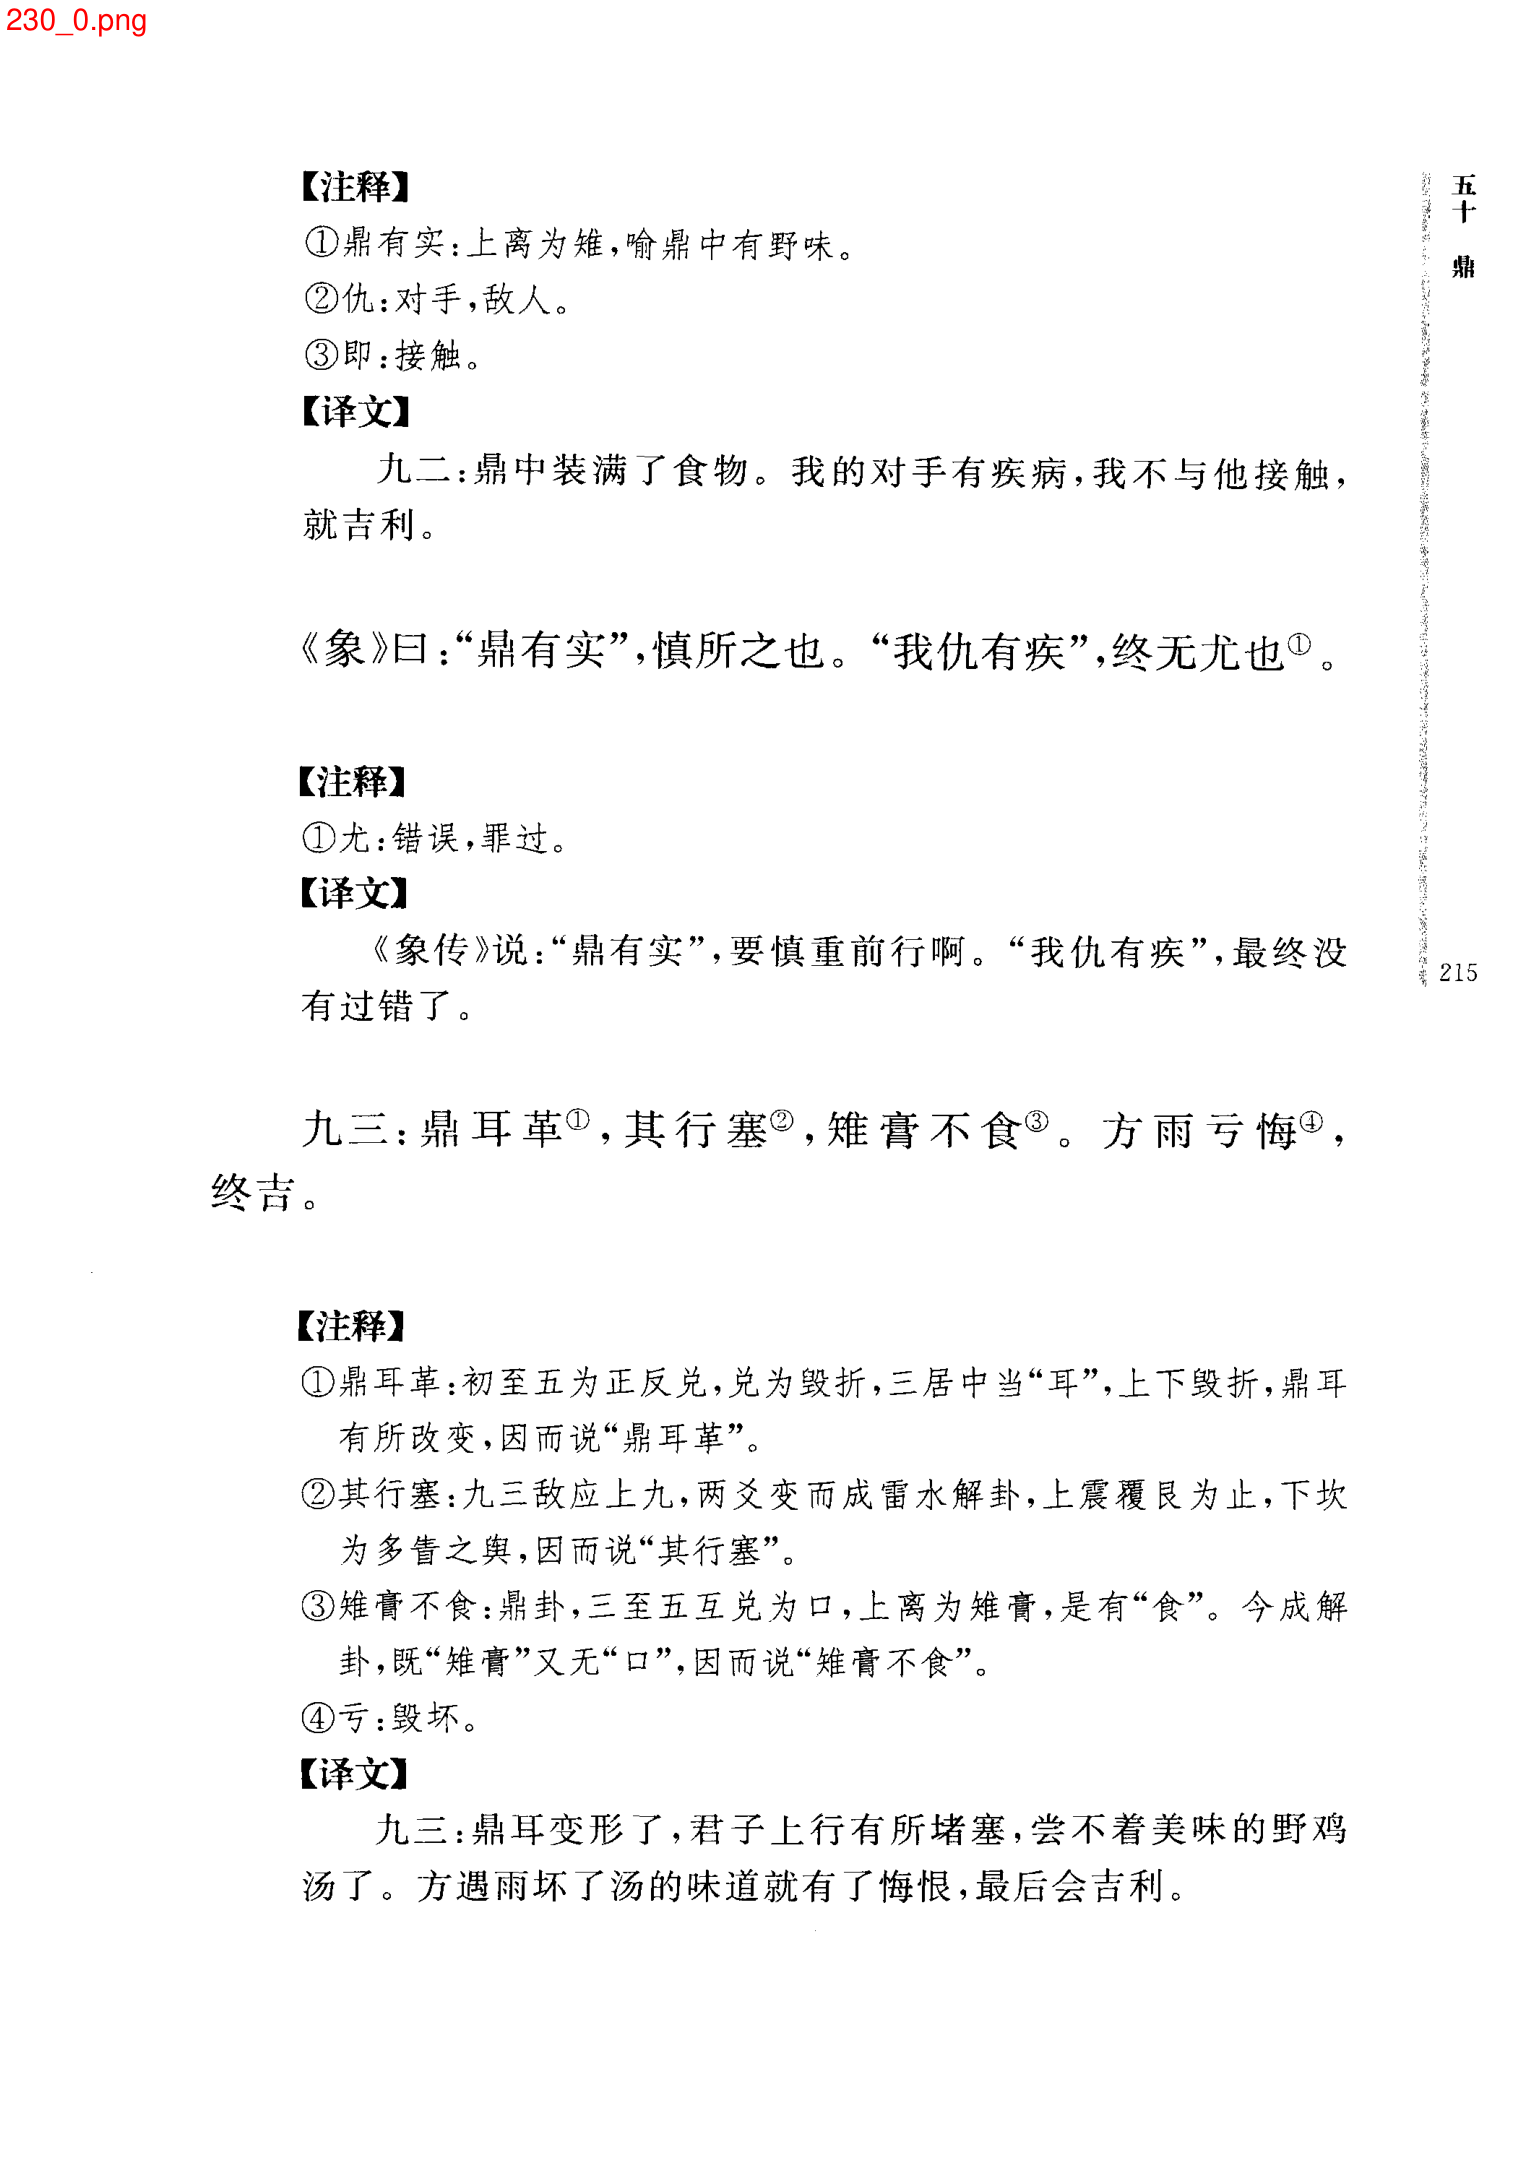 230_0.png
【注释】
①鼎有实:上离为雉,喻鼎中有野味。
②仇:对手,敌人。
③即:接触。
【译文】
九二:鼎中装满了食物。我的对手有疾病,我不与他接触,
就吉利。
《象》曰:“鼎有实”,慎所之也。“我仇有疾”,终无尤也①。
【注释】
①尤:错误,罪过。
【译文】
《象传》说:“鼎有实”,要慎重前行啊。“我仇有疾”,最终没
有过错了。
九三:鼎耳革①,其行塞②,雉膏不食③。方雨亏悔④,
终吉。
【注释】
①鼎耳革:初至五为正反兑,兑为毁折,三居中当“耳”,上下毁折,鼎耳
有所改变,因而说“鼎耳革”。
②其行塞:九三敌应上九,两爻变而成雷水解卦,上震覆艮为止,下坎
为多眚之舆,因而说“其行塞”。
③雉膏不食:鼎卦,三至五互兑为口,上离为雉膏,是有“食”。今成解
卦,既“雉膏”又无“口”,因而说“雉膏不食”。
④亏:毁坏。
【译文】
九三:鼎耳变形了,君子上行有所堵塞,尝不着美味的野鸡
汤了。方遇雨坏了汤的味道就有了悔恨,最后会吉利。
五十 鼎
215